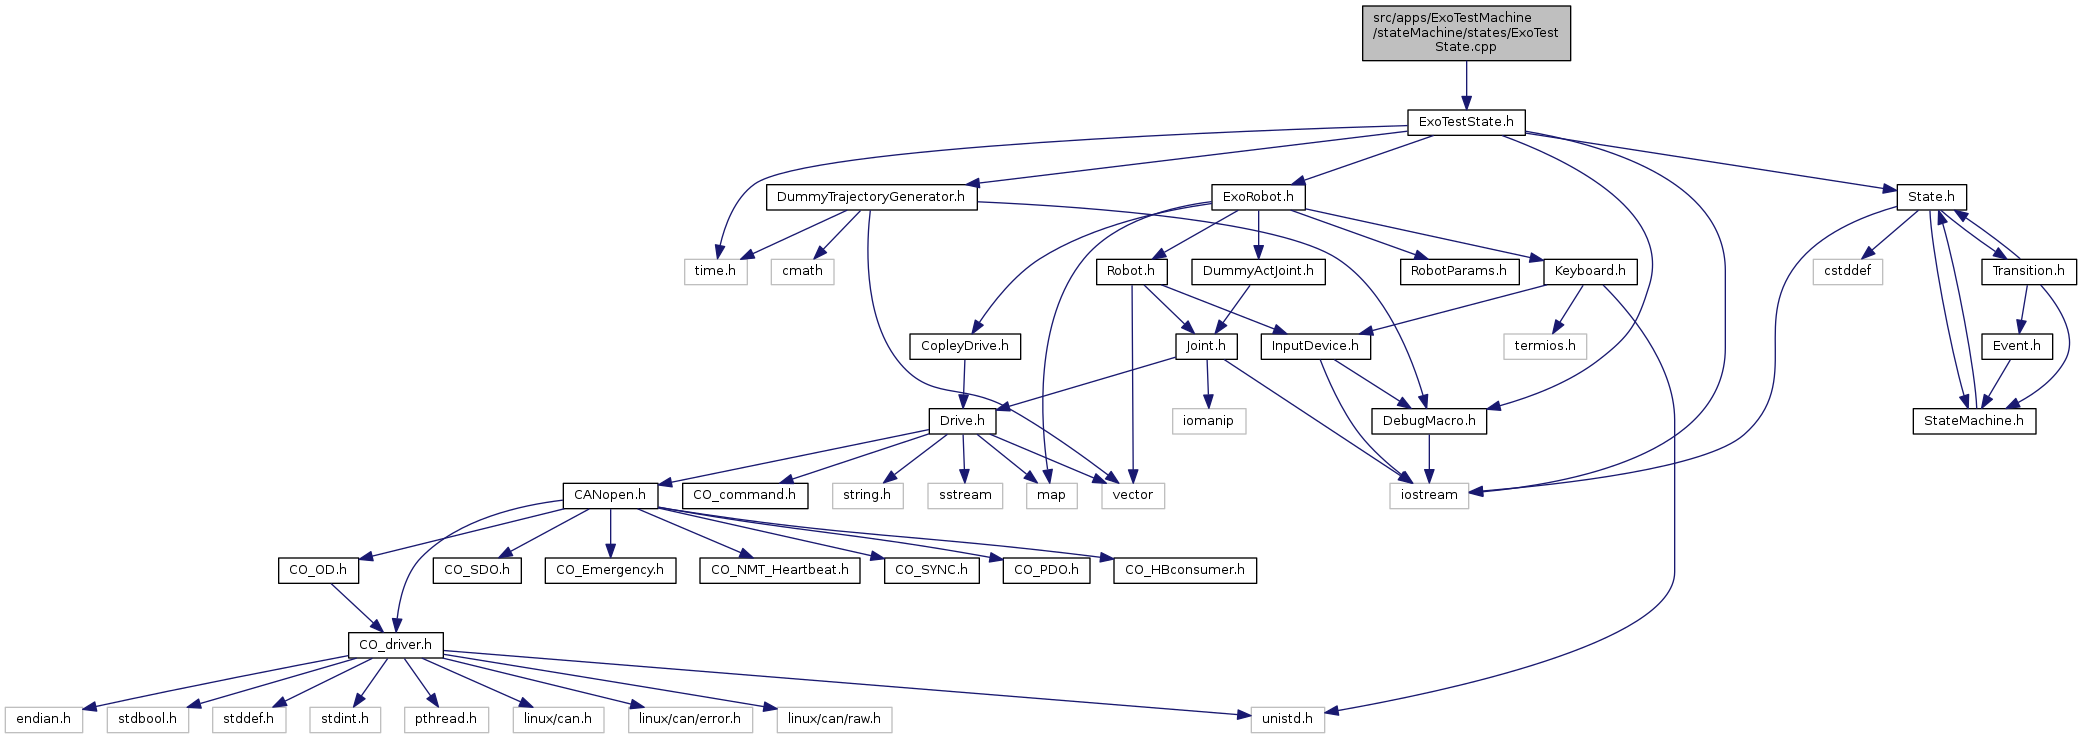 src/apps/ExoTestMachine
/stateMachine/states/ExoTest
State.cpp
ExoTestState.h
DummyTrajectoryGenerator.h
ExoRobot.h
State.h
time.h
cmath
Robot.h
DummyActJoint.h
RobotParams.h
Keyboard.h
cstddef
Transition.h
CopleyDrive.h
Joint.h
InputDevice.h
termios.h
Event.h
Drive.h
iomanip
DebugMacro.h
StateMachine.h
CANopen.h
CO_command.h
string.h
sstream
map
vector
iostream
CO_OD.h
CO_SDO.h
CO_Emergency.h
CO_NMT_Heartbeat.h
CO_SYNC.h
CO_PDO.h
CO_HBconsumer.h
CO_driver.h
endian.h
stdbool.h
stddef.h
stdint.h
pthread.h
linux/can.h
linux/can/error.h
linux/can/raw.h
unistd.h